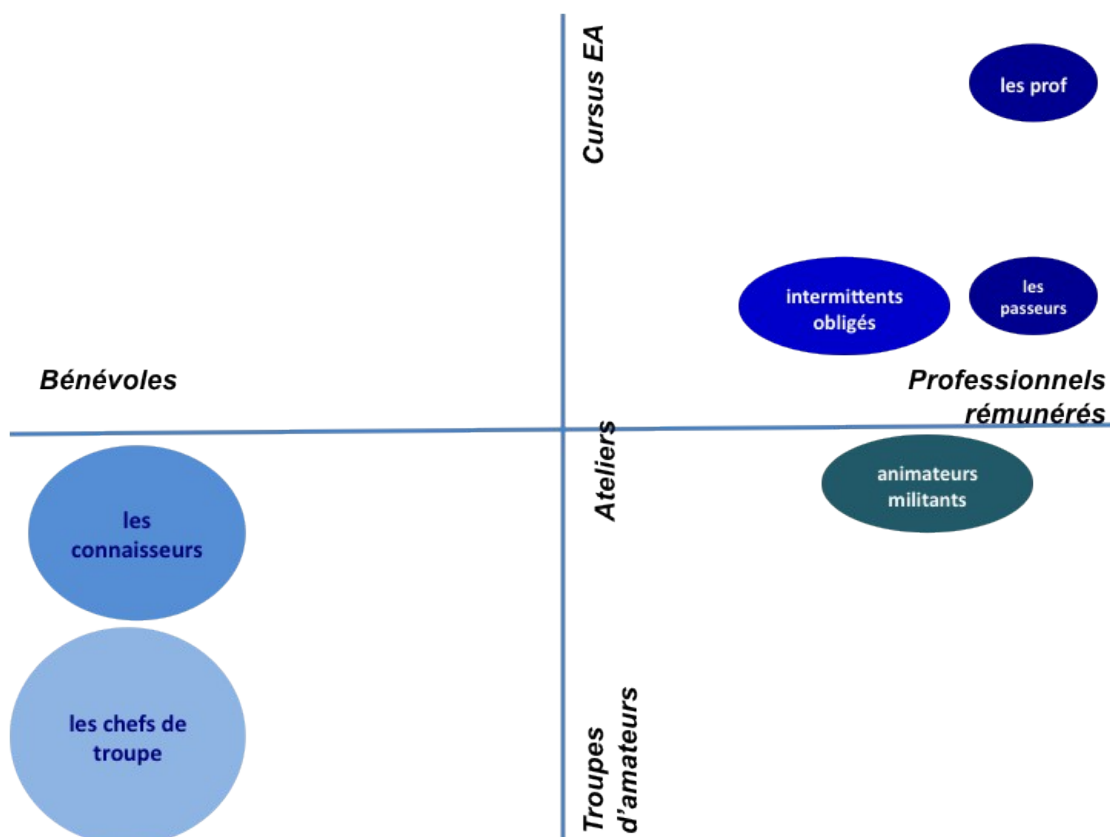 Cursus EA
les prof
intermittents
obligés
les
passeurs
Bénévoles
Professionnels
rémunérés
Ateliers
animateurs
militants
les
connaisseurs
les chefs de
troupe
Troupes
d'amateurs